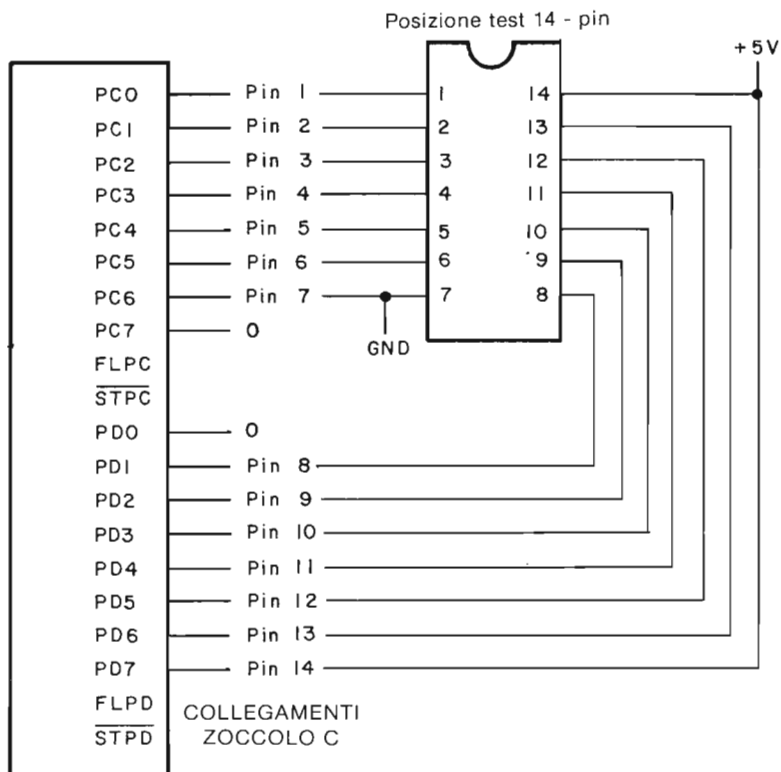 Posizione test 14 - pin
+5V
PC0 Pin 1 1 14
PC1 Pin 2 2 13
PC2 Pin 3 3 12
PC3 Pin 4 4 11
PC4 Pin 5 5 10
PC5 Pin 6 6 9
PC6 Pin 7 7 8
PC7 0
GND
FLPC
STPC
PD0 0
PD1 Pin 8
PD2 Pin 9
PD3 Pin 10
PD4 Pin 11
PD5 Pin 12
PD6 Pin 13
PD7 Pin 14
FLPD
STPD
COLLEGAMENTI
ZOCCOLO C